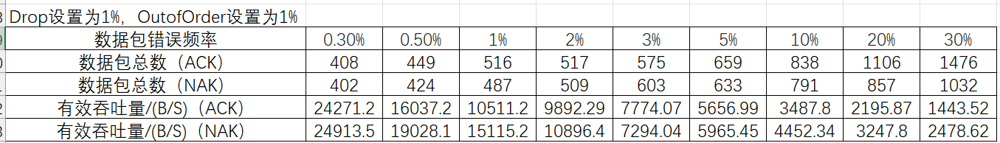 Drop设置为1%，OutofOrder设置为1%
数据包错误频率 0.30% 0.50% 1% 2% 3% 5% 10% 20% 30%
数据包总数（ACK） 408 449 516 517 575 659 838 1106 1476
数据包总数（NAK） 402 424 487 509 603 633 791 857 1032
有效吞吐量/(B/S)（ACK） 24271.2 16037.2 10511.2 9892.29 7774.07 5656.99 3487.8 2195.87 1443.52
有效吞吐量/(B/S)（NAK） 24913.5 19028.1 15115.2 10896.4 7294.04 5965.45 4452.34 3247.8 2478.62